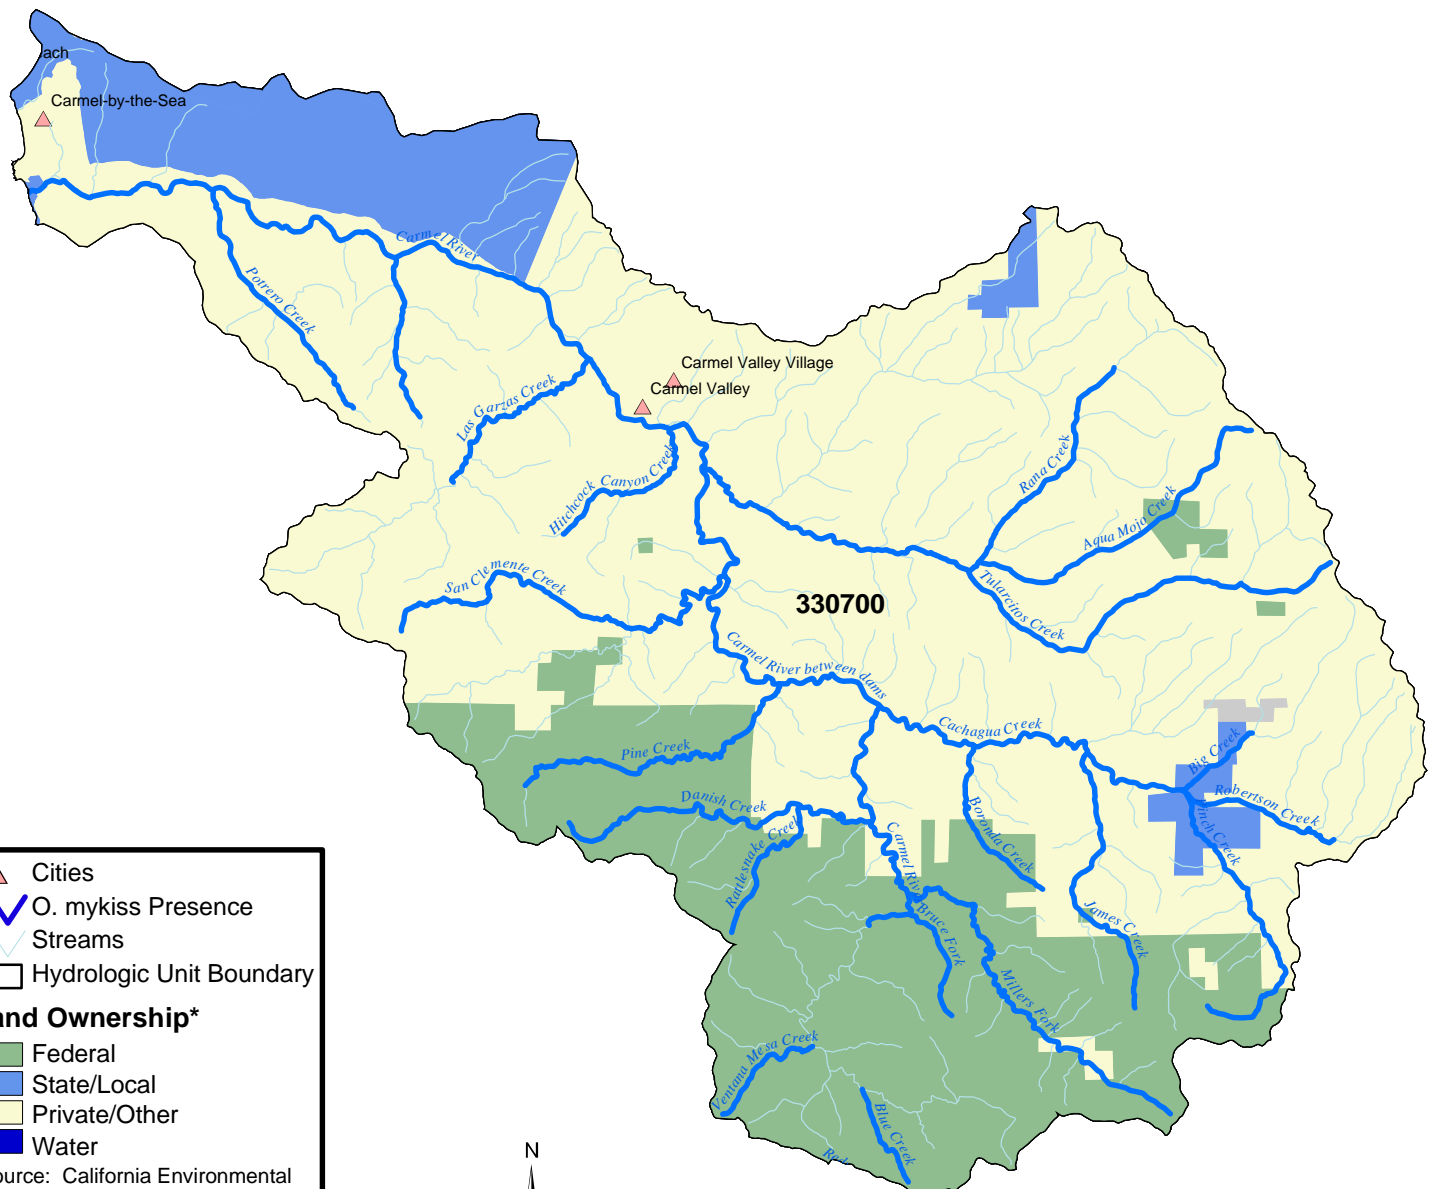 ach
Carmel-by-the-Sea
Carmel River
Potrero Creek
Carmel Valley Village
Carmel Valley
Las Garzas Creek
Hitchcock Canyon Creek
Rana Creek
Aqua Mojo Creek
San Clemente Creek
Tularcitos Creek
330700
Carmel River between dams
Cachagua Creek
Pine Creek
Big Creek
Danish Creek
Robertson Creek
Rattlesnake Creek
Carmel River
Boronda Creek
Finch Creek
James Creek
Bruce Fork
Millers Fork
Ventana Mesa Creek
Blue Creek
Cities
O. mykiss Presence
Streams
Hydrologic Unit Boundary
and Ownership*
Federal
State/Local
Private/Other
Water
ource: California Environmental
N